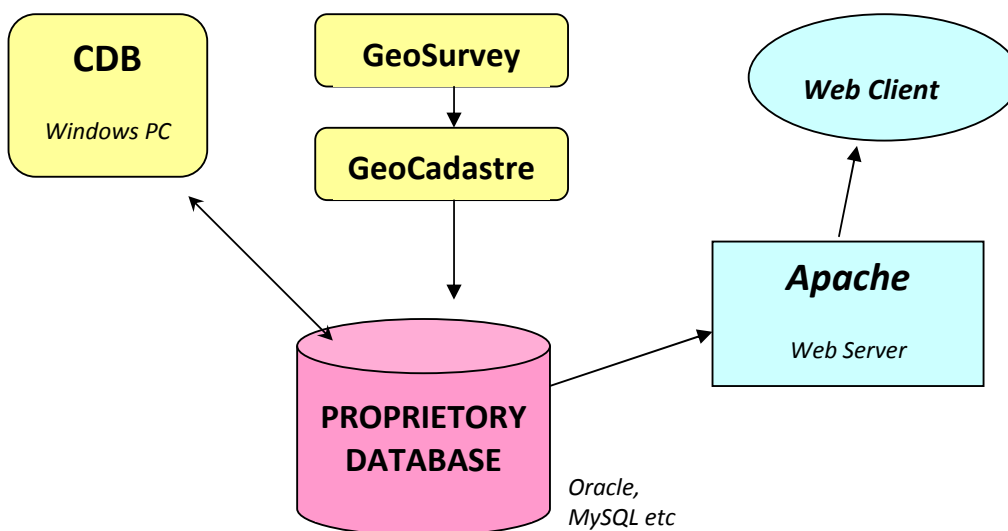 CDB
Windows PC
GeoSurvey
GeoCadastre
Web Client
Apache
Web Server
PROPRIETORY
DATABASE
Oracle,
MySQL etc